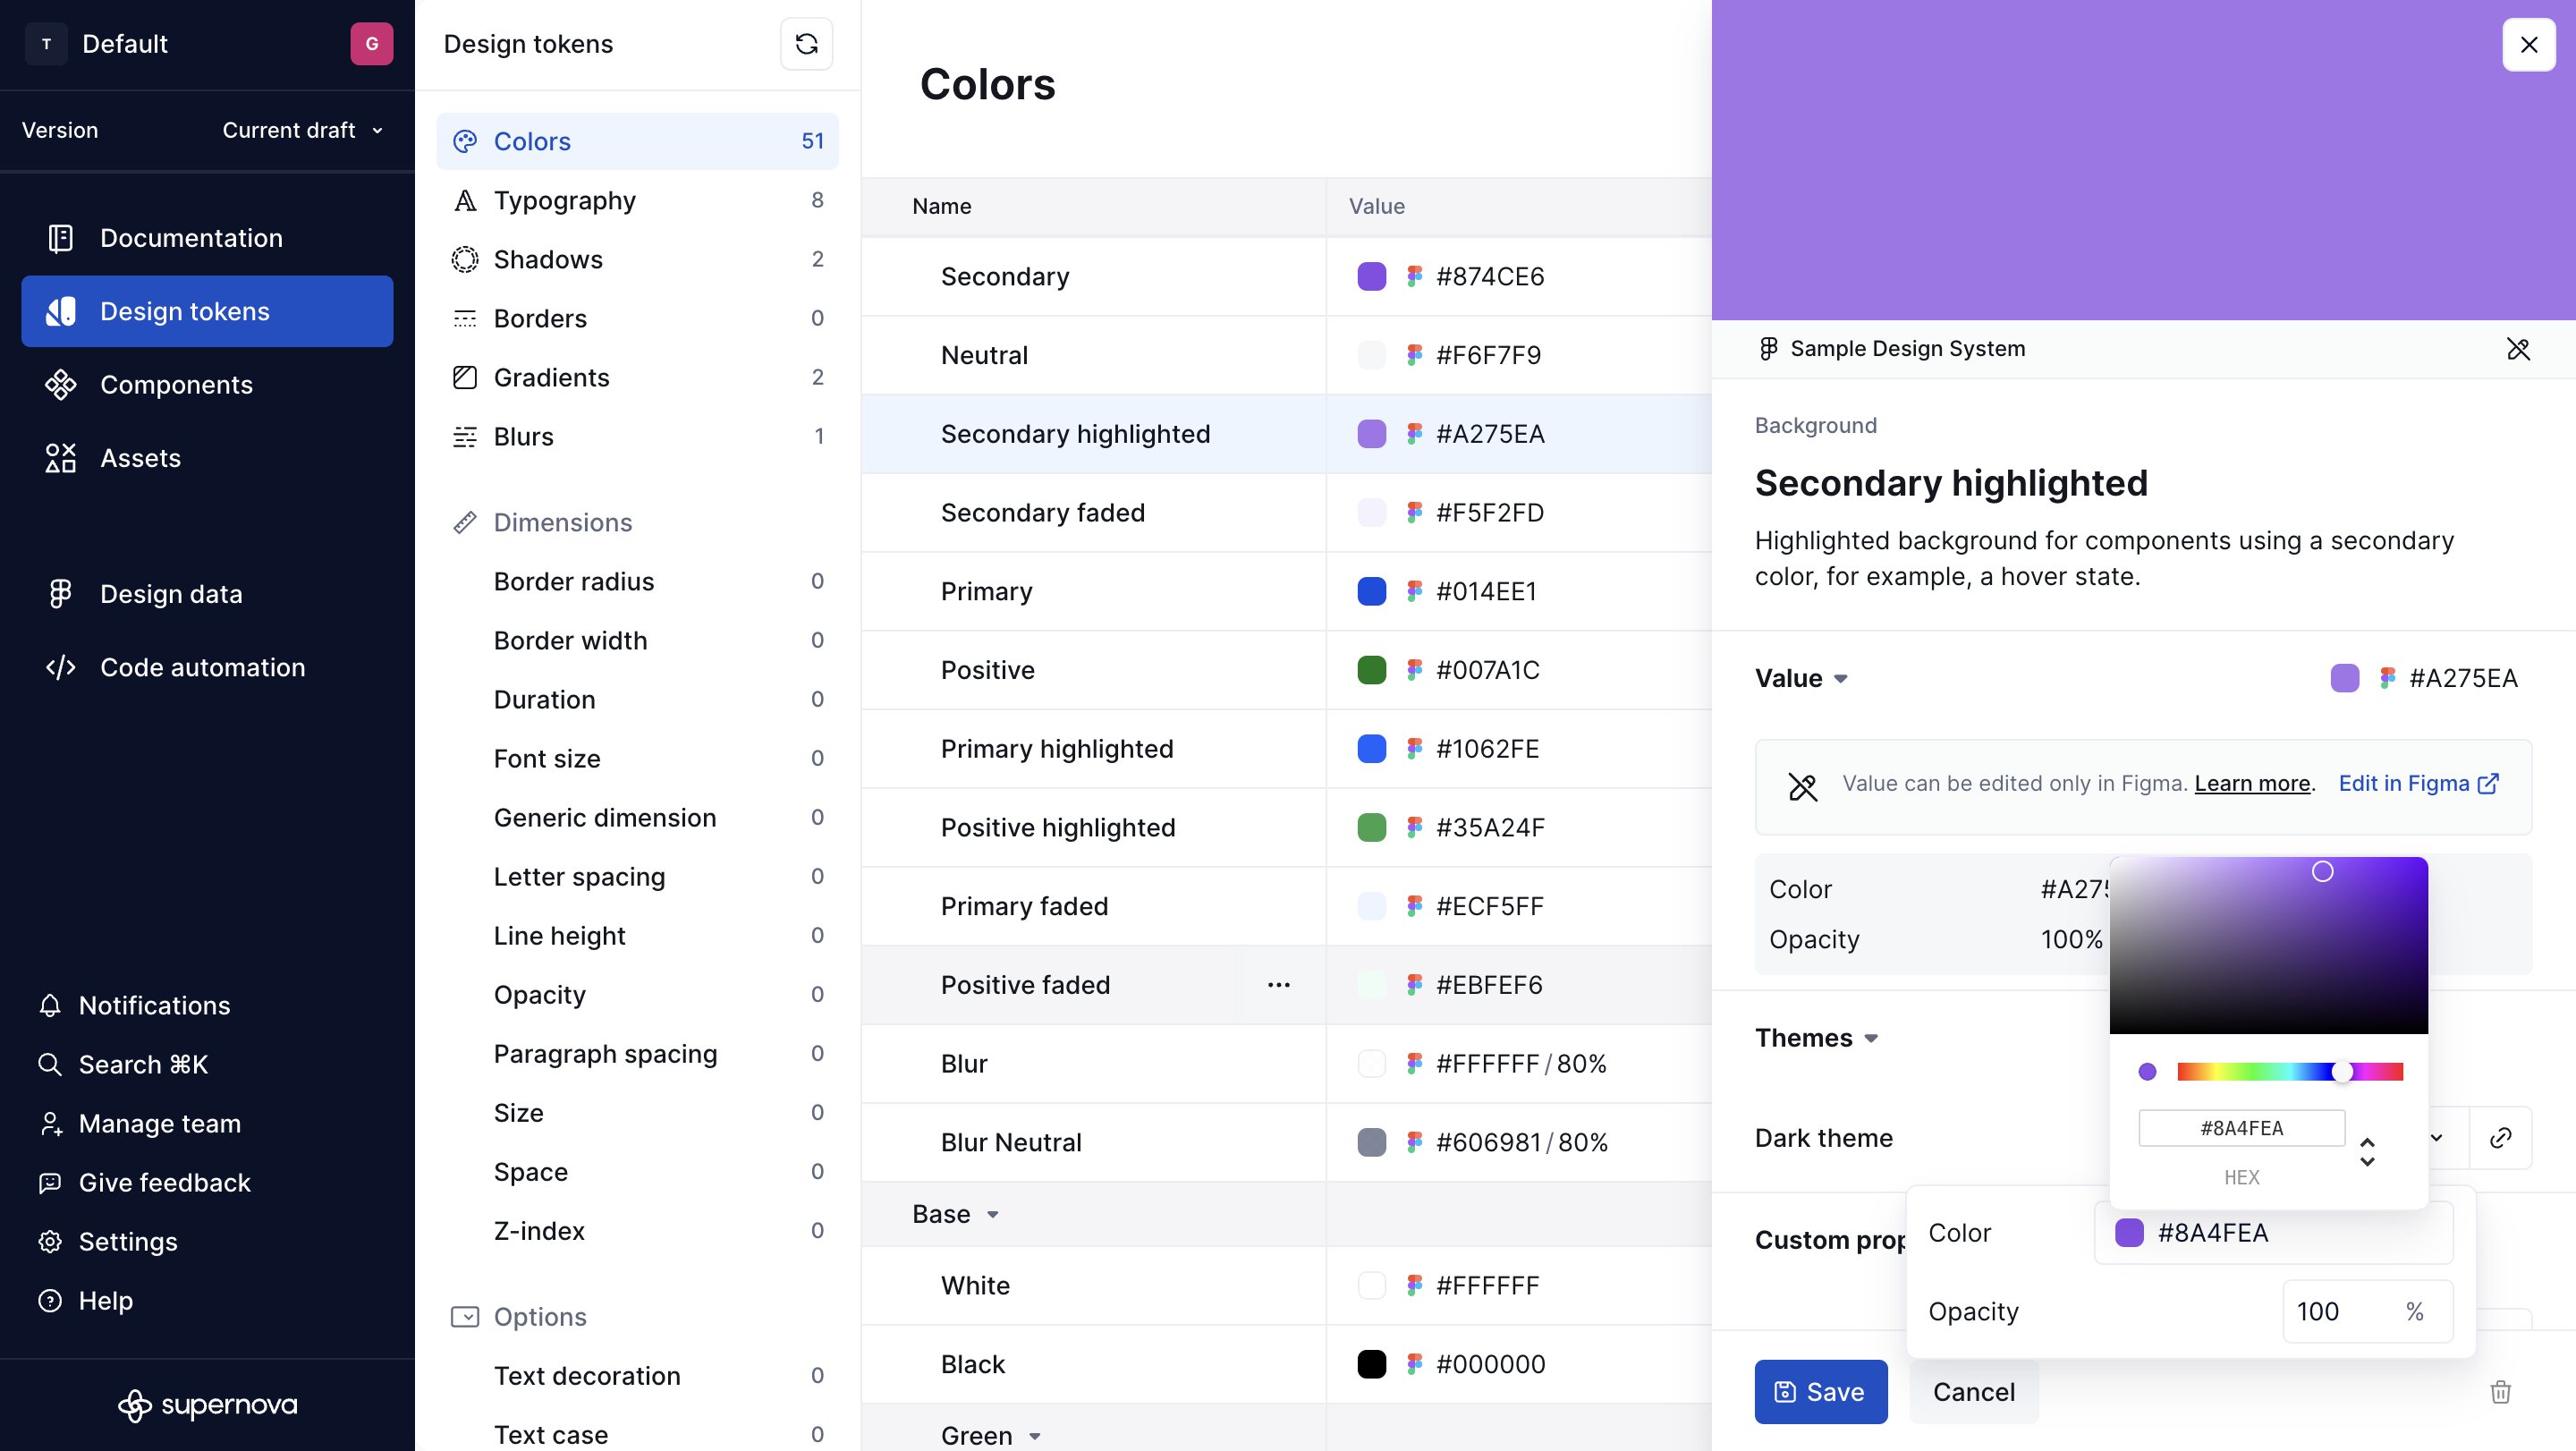 T
Default
G
Version
Current draft
Documentation
Design tokens
Components
Assets
Design data
Code automation
Notifications
Search ⌘K
Manage team
Give feedback
Settings
Help
supernova
Design tokens
Colors 51
Typography 8
Shadows 2
Borders 0
Gradients 2
Blurs 1
Dimensions
Border radius 0
Border width 0
Duration 0
Font size 0
Generic dimension 0
Letter spacing 0
Line height 0
Opacity 0
Paragraph spacing 0
Size 0
Space 0
Z-index 0
Options
Text decoration 0
Text case 0
Colors
Name Value
Secondary #874CE6
Neutral #F6F7F9
Secondary highlighted #A275EA
Secondary faded #F5F2FD
Primary #014EE1
Positive #007A1C
Primary highlighted #1062FE
Positive highlighted #35A24F
Primary faded #ECF5FF
Positive faded #EBFEF6
Blur #FFFFFF / 80%
Blur Neutral #606981 / 80%
Base
White #FFFFFF
Black #000000
Green
Sample Design System
Background
Secondary highlighted
Highlighted background for components using a secondary
color, for example, a hover state.
Value #A275EA
Value can be edited only in Figma. Learn more. Edit in Figma
Color #A275
Opacity 100%
Themes
Dark theme
#8A4FEA
HEX
Custom prop
Color #8A4FEA
Opacity 100 %
Save
Cancel